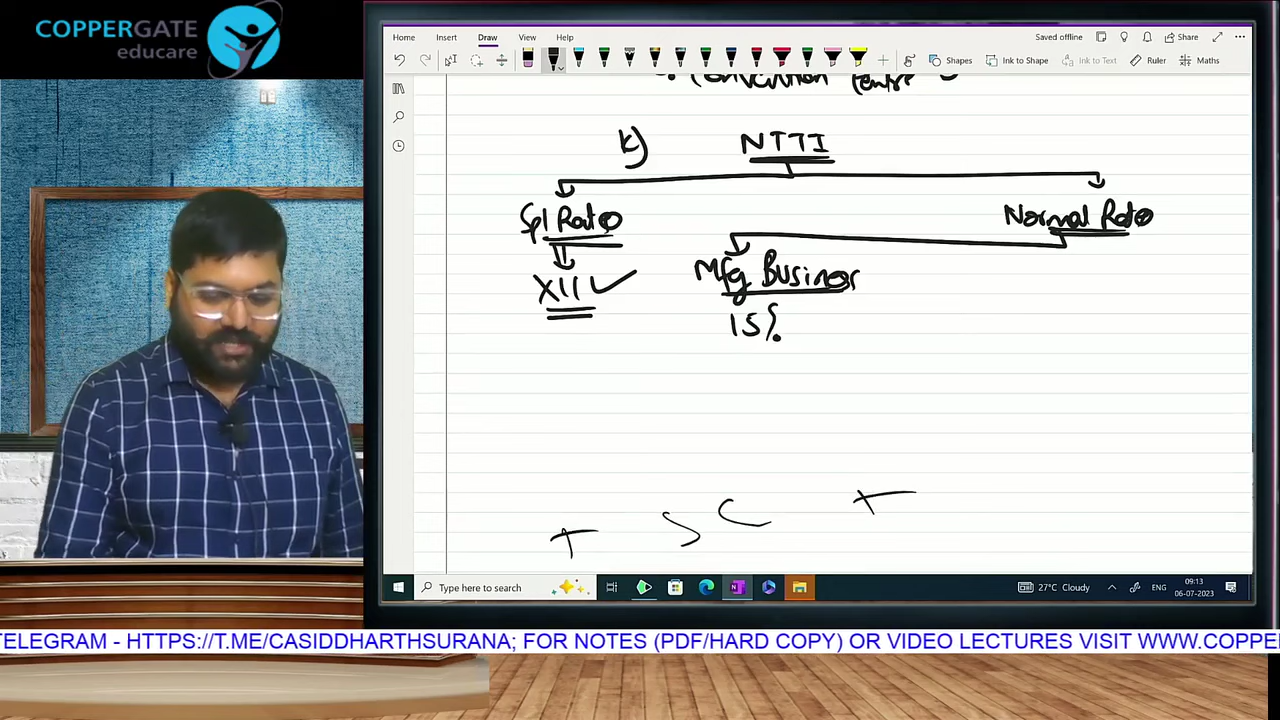 COPPERGATE
educare
Home Insert Draw View Help
Saved offline
Share
Shapes
Ink to Shape
Ink to Text
Ruler
Maths
K) NTTI
Spl Rate
Normal Rate
XII
Mfg Business
15%
Type here to search
27°C Cloudy
ENG
09:13
06-07-2023
TELEGRAM - HTTPS://T.ME/CASIDDHARTHSURANA; FOR NOTES (PDF/HARD COPY) OR VIDEO LECTURES VISIT WWW.COPPE